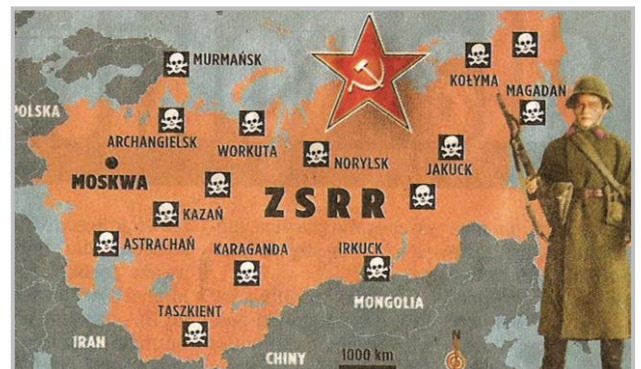 MURMAŃSK
KOŁYMA
MAGADAN
POLSKA
ARCHANGIELSK
WORKUTA
NORYLSK
JAKUCK
MOSKWA
ZSRR
KAZAŃ
ASTRACHAŃ
KARAGANDA
IRKUCK
MONGOLIA
TASZKIENT
IRAN
CHINY
1000 km
N